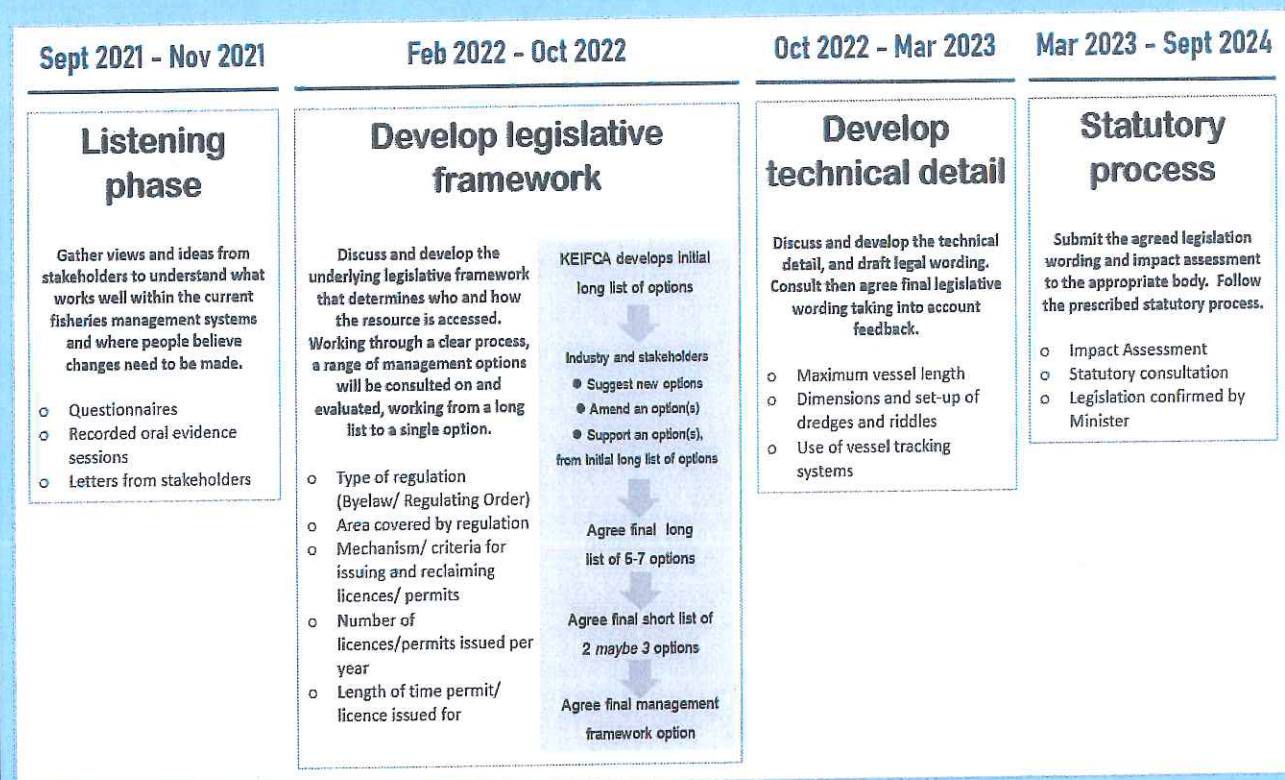 Sept 2021 - Nov 2021
Listening
phase
Gather views and ideas from
stakeholders to understand what
works well within the current
fisheries management systems
and where people believe
changes need to be made.
o Questionnaires
o Recorded oral evidence
sessions
o Letters from stakeholders
Feb 2022 - Oct 2022
Develop legislative
framework
Discuss and develop the
underlying legislative framework
that determines who and how
the resource is accessed.
Working through a clear process,
a range of management options
will be consulted on and
evaluated, working from a long
list to a single option.
o Type of regulation
(Byelaw/ Regulating Order)
o Area covered by regulation
o Mechanism/ criteria for
issuing and reclaiming
licences/ permits
o Number of
licences/permits issued per
year
o Length of time permit/
licence issued for
KEIFCA develops initial
long list of options
Industry and stakeholders
● Suggest new options
● Amend an option(s)
● Support an option(s),
from initial long list of options
Agree final long
list of 6-7 options
Agree final short list of
2 maybe 3 options
Agree final management
framework option
Oct 2022 - Mar 2023
Develop
technical detail
Discuss and develop the technical
detail, and draft legal wording.
Consult then agree final legislative
wording taking into account
feedback.
o Maximum vessel length
o Dimensions and set-up of
dredges and riddles
o Use of vessel tracking
systems
Mar 2023 - Sept 2024
Statutory
process
Submit the agreed legislation
wording and impact assessment
to the appropriate body. Follow
the prescribed statutory process.
o Impact Assessment
o Statutory consultation
o Legislation confirmed by
Minister